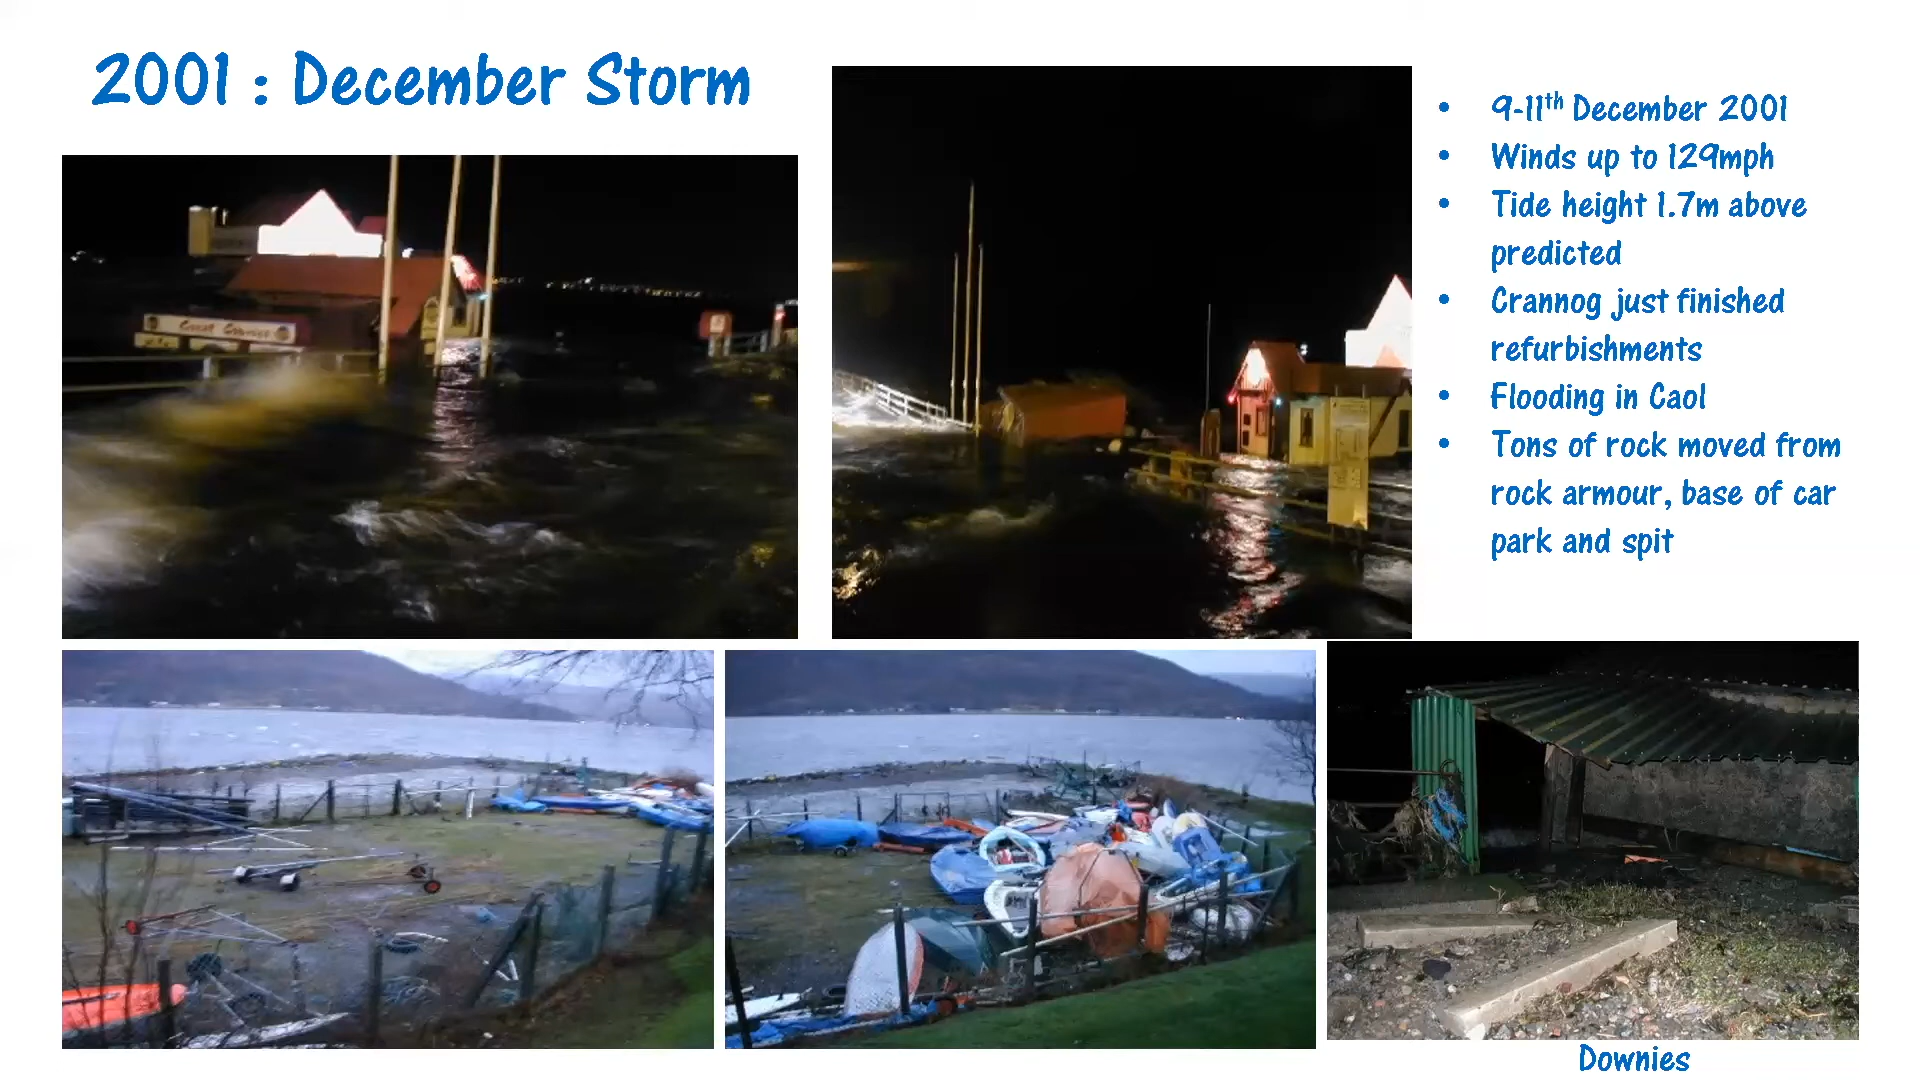 2001 : December Storm
• 9-11th December 2001
• Winds up to 129mph
• Tide height 1.7m above
predicted
• Crannog just finished
refurbishments
• Flooding in Caol
• Tons of rock moved from
rock armour, base of car
park and spit
Downies